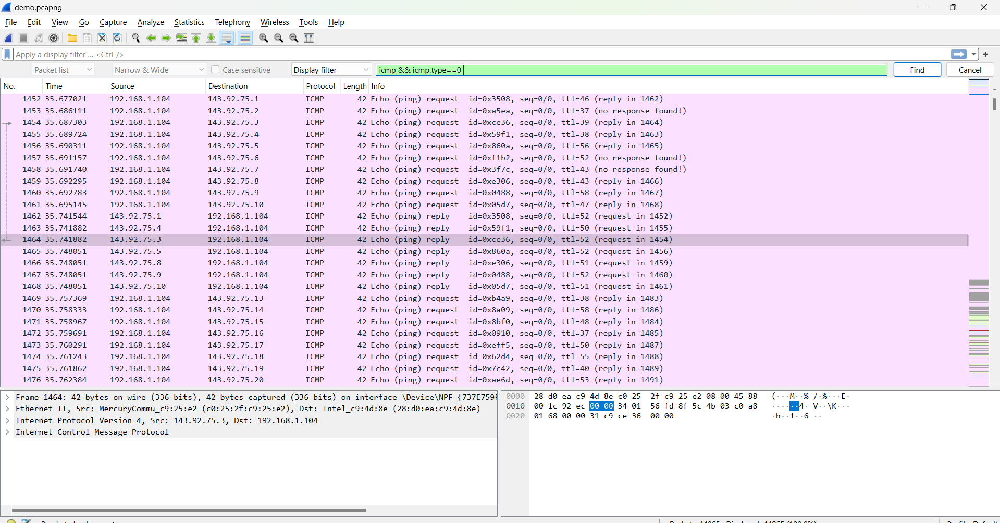 demo.pcapng
File Edit View Go Capture Analyze Statistics Telephony Wireless Tools Help
Apply a display filter ... <Ctrl-/>
Packet list Narrow & Wide Case sensitive Display filter icmp && icmp.type==0 Find Cancel
No. Time Source Destination Protocol Length Info
1452 35.677021 192.168.1.104 143.92.75.1 ICMP 42 Echo (ping) request id=0x3508, seq=0/0, ttl=46 (reply in 1462)
1453 35.686111 192.168.1.104 143.92.75.2 ICMP 42 Echo (ping) request id=0xa5ea, seq=0/0, ttl=37 (no response found!)
1454 35.687303 192.168.1.104 143.92.75.3 ICMP 42 Echo (ping) request id=0xce36, seq=0/0, ttl=39 (reply in 1464)
1455 35.689724 192.168.1.104 143.92.75.4 ICMP 42 Echo (ping) request id=0x59f1, seq=0/0, ttl=38 (reply in 1463)
1456 35.690311 192.168.1.104 143.92.75.5 ICMP 42 Echo (ping) request id=0x860a, seq=0/0, ttl=56 (reply in 1465)
1457 35.691157 192.168.1.104 143.92.75.6 ICMP 42 Echo (ping) request id=0xf1b2, seq=0/0, ttl=52 (no response found!)
1458 35.691740 192.168.1.104 143.92.75.7 ICMP 42 Echo (ping) request id=0x3f7c, seq=0/0, ttl=43 (no response found!)
1459 35.692295 192.168.1.104 143.92.75.8 ICMP 42 Echo (ping) request id=0xe306, seq=0/0, ttl=43 (reply in 1466)
1460 35.692783 192.168.1.104 143.92.75.9 ICMP 42 Echo (ping) request id=0x0488, seq=0/0, ttl=58 (reply in 1467)
1461 35.695145 192.168.1.104 143.92.75.10 ICMP 42 Echo (ping) request id=0x05d7, seq=0/0, ttl=47 (reply in 1468)
1462 35.741544 143.92.75.1 192.168.1.104 ICMP 42 Echo (ping) reply id=0x3508, seq=0/0, ttl=52 (request in 1452)
1463 35.741882 143.92.75.4 192.168.1.104 ICMP 42 Echo (ping) reply id=0x59f1, seq=0/0, ttl=50 (request in 1455)
1464 35.741882 143.92.75.3 192.168.1.104 ICMP 42 Echo (ping) reply id=0xce36, seq=0/0, ttl=52 (request in 1454)
1465 35.748051 143.92.75.5 192.168.1.104 ICMP 42 Echo (ping) reply id=0x860a, seq=0/0, ttl=52 (request in 1456)
1466 35.748051 143.92.75.8 192.168.1.104 ICMP 42 Echo (ping) reply id=0xe306, seq=0/0, ttl=51 (request in 1459)
1467 35.748051 143.92.75.9 192.168.1.104 ICMP 42 Echo (ping) reply id=0x0488, seq=0/0, ttl=52 (request in 1460)
1468 35.748051 143.92.75.10 192.168.1.104 ICMP 42 Echo (ping) reply id=0x05d7, seq=0/0, ttl=51 (request in 1461)
1469 35.757369 192.168.1.104 143.92.75.13 ICMP 42 Echo (ping) request id=0xb4a9, seq=0/0, ttl=38 (reply in 1483)
1470 35.758333 192.168.1.104 143.92.75.14 ICMP 42 Echo (ping) request id=0x8a09, seq=0/0, ttl=58 (reply in 1486)
1471 35.758967 192.168.1.104 143.92.75.15 ICMP 42 Echo (ping) request id=0x8bf0, seq=0/0, ttl=48 (reply in 1484)
1472 35.759691 192.168.1.104 143.92.75.16 ICMP 42 Echo (ping) request id=0x0910, seq=0/0, ttl=37 (reply in 1485)
1473 35.760291 192.168.1.104 143.92.75.17 ICMP 42 Echo (ping) request id=0xeff5, seq=0/0, ttl=50 (reply in 1487)
1474 35.761243 192.168.1.104 143.92.75.18 ICMP 42 Echo (ping) request id=0x62d4, seq=0/0, ttl=55 (reply in 1488)
1475 35.761862 192.168.1.104 143.92.75.19 ICMP 42 Echo (ping) request id=0x7c42, seq=0/0, ttl=40 (reply in 1489)
1476 35.762384 192.168.1.104 143.92.75.20 ICMP 42 Echo (ping) request id=0xae6d, seq=0/0, ttl=53 (reply in 1491)
Frame 1464: 42 bytes on wire (336 bits), 42 bytes captured (336 bits) on interface \Device\NPF_{737E759F
Ethernet II, Src: MercuryCommu_c9:25:e2 (c0:25:2f:c9:25:e2), Dst: Intel_c9:4d:8e (28:d0:ea:c9:4d:8e)
Internet Protocol Version 4, Src: 143.92.75.3, Dst: 192.168.1.104
Internet Control Message Protocol
0000 28 d0 ea c9 4d 8e c0 25 2f c9 25 e2 08 00 45 88 (···M··% /·%···E·
0010 00 1c 92 ec 00 00 34 01 56 fd 8f 5c 4b 03 c0 a8 ······4· V··\K···
0020 01 68 00 00 31 c9 ce 36 00 00 ·h··1··6 ··